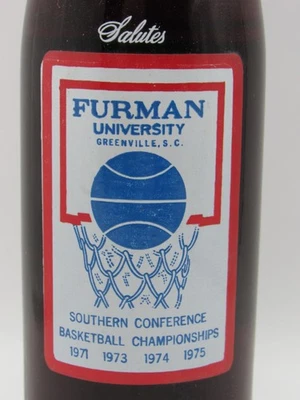 Salutes
FURMAN
UNIVERSITY
GREENVILLE, S.C.
SOUTHERN CONFERENCE
BASKETBALL CHAMPIONSHIPS
1971 1973 1974 1975